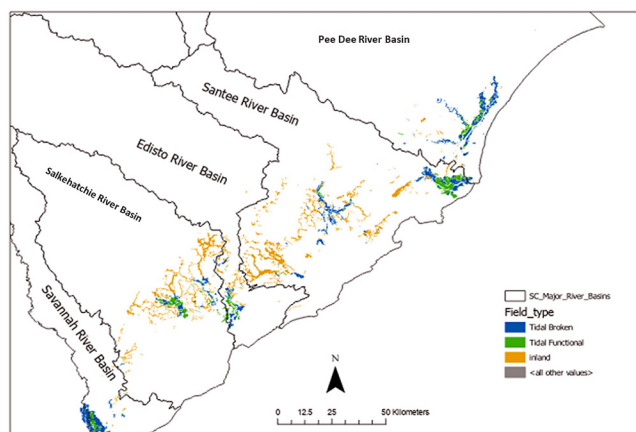 Pee Dee River Basin
Santee River Basin
Edisto River Basin
Salkehatchie River Basin
Savannah River Basin
SC_Major_River_Basins
Field_type
Tidal Broken
Tidal Functional
Inland
<all other values>
N
0 12.5 25 50 Kilometers